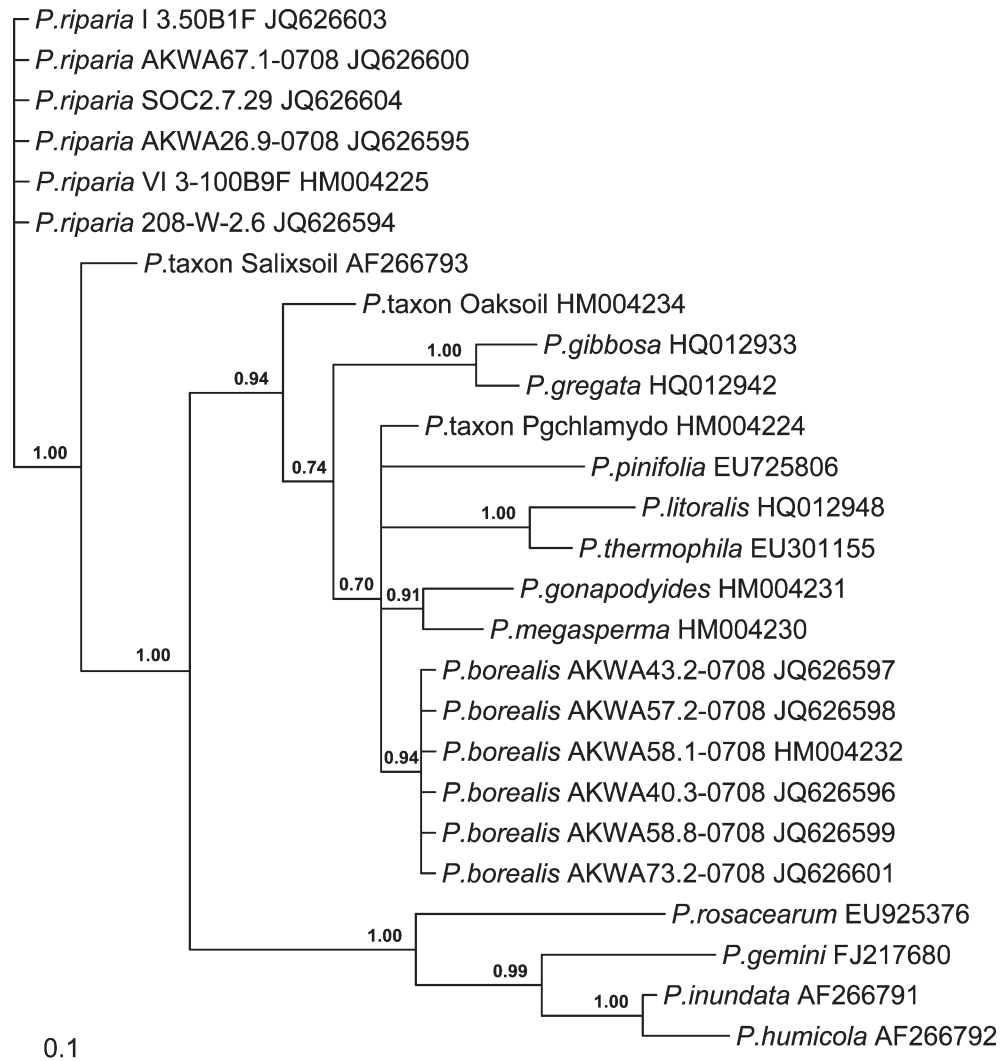 P.riparia I 3.50B1F JQ626603
P.riparia AKWA67.1-0708 JQ626600
P.riparia SOC2.7.29 JQ626604
P.riparia AKWA26.9-0708 JQ626595
P.riparia VI 3-100B9F HM004225
P.riparia 208-W-2.6 JQ626594
P.taxon Salixsoil AF266793
P.taxon Oaksoil HM004234
1.00 P.gibbosa HQ012933
0.94 P.gregata HQ012942
P.taxon Pgchlamydo HM004224
1.00 0.74 P.pinifolia EU725806
1.00 P.litoralis HQ012948
P.thermophila EU301155
0.70 0.91 P.gonapodyides HM004231
P.megasperma HM004230
1.00 P.borealis AKWA43.2-0708 JQ626597
P.borealis AKWA57.2-0708 JQ626598
0.94 P.borealis AKWA58.1-0708 HM004232
P.borealis AKWA40.3-0708 JQ626596
P.borealis AKWA58.8-0708 JQ626599
P.borealis AKWA73.2-0708 JQ626601
1.00 P.rosacearum EU925376
0.99 P.gemini FJ217680
1.00 P.inundata AF266791
P.humicola AF266792
0.1